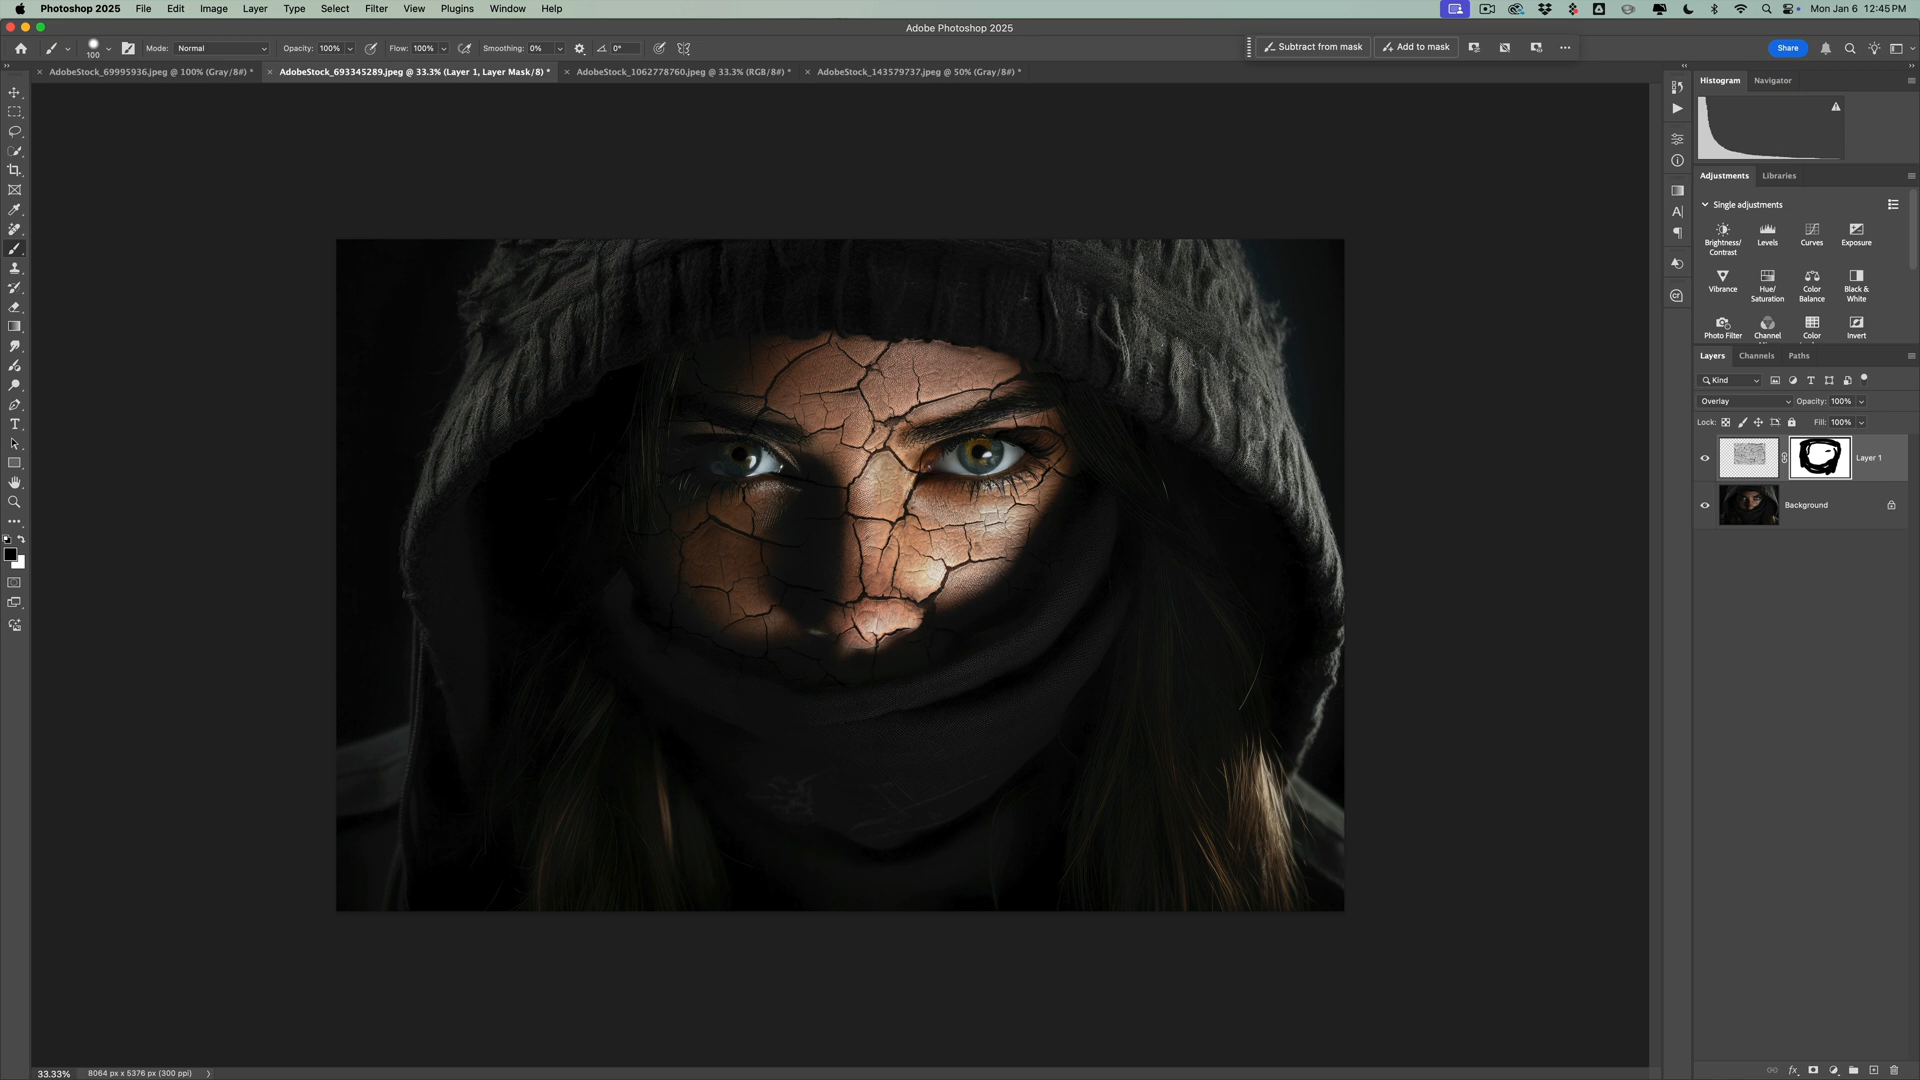 Photoshop 2025 File Edit Image Layer Type Select Filter View Plugins Window Help Mon Jan 6 12:45 PM
Adobe Photoshop 2025
100 Mode: Normal Opacity: 100% Flow: 100% Smoothing: 0% 0° Subtract from mask Add to mask Share
AdobeStock_69995936.jpeg @ 100% (Gray/8#) * AdobeStock_693345289.jpeg @ 33.3% (Layer 1, Layer Mask/8) * AdobeStock_1062778760.jpeg @ 33.3% (RGB/8#) * AdobeStock_143579737.jpeg @ 50% (Gray/8#) *
Histogram Navigator
Adjustments Libraries
Single adjustments
Brightness/
Contrast
Levels
Curves
Exposure
Vibrance
Hue/
Saturation
Color
Balance
Black &
White
Photo Filter
Channel
Color
Invert
Layers Channels Paths
Kind
Overlay Opacity: 100%
Lock: Fill: 100%
Layer 1
Background
33.33% 8064 px x 5376 px (300 ppi)